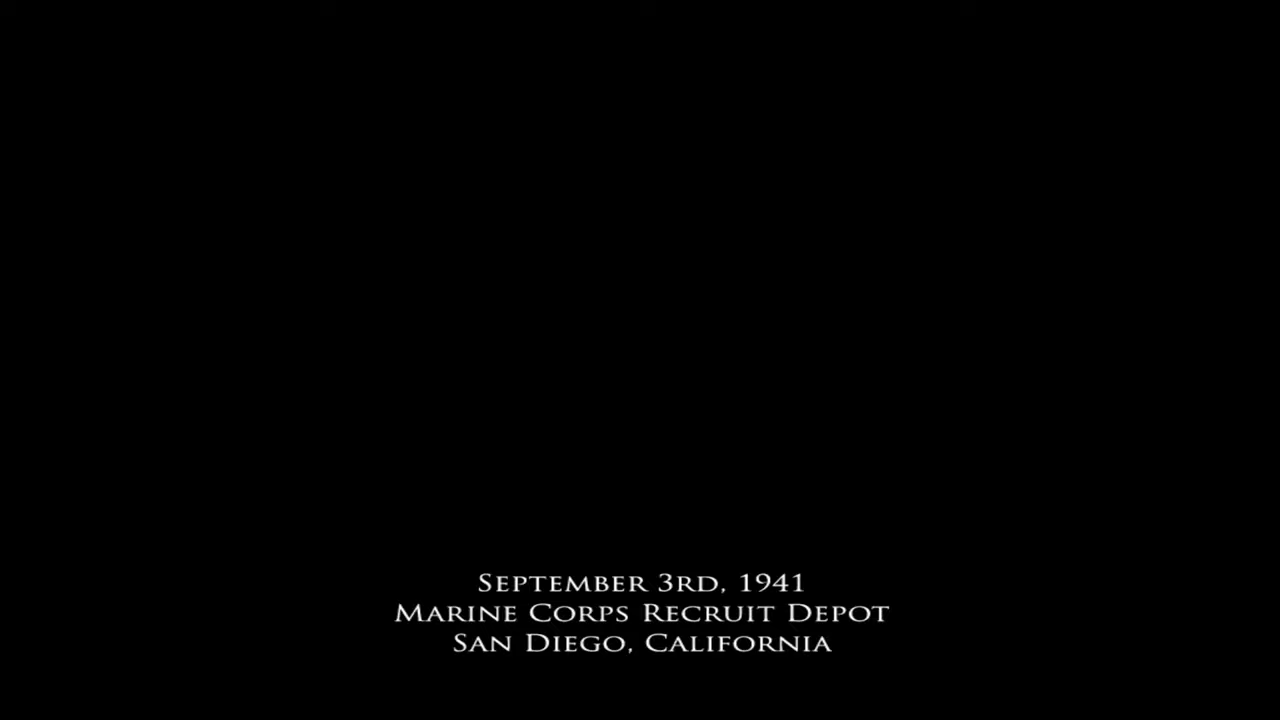 September 3rd, 1941
Marine Corps Recruit Depot
San Diego, California